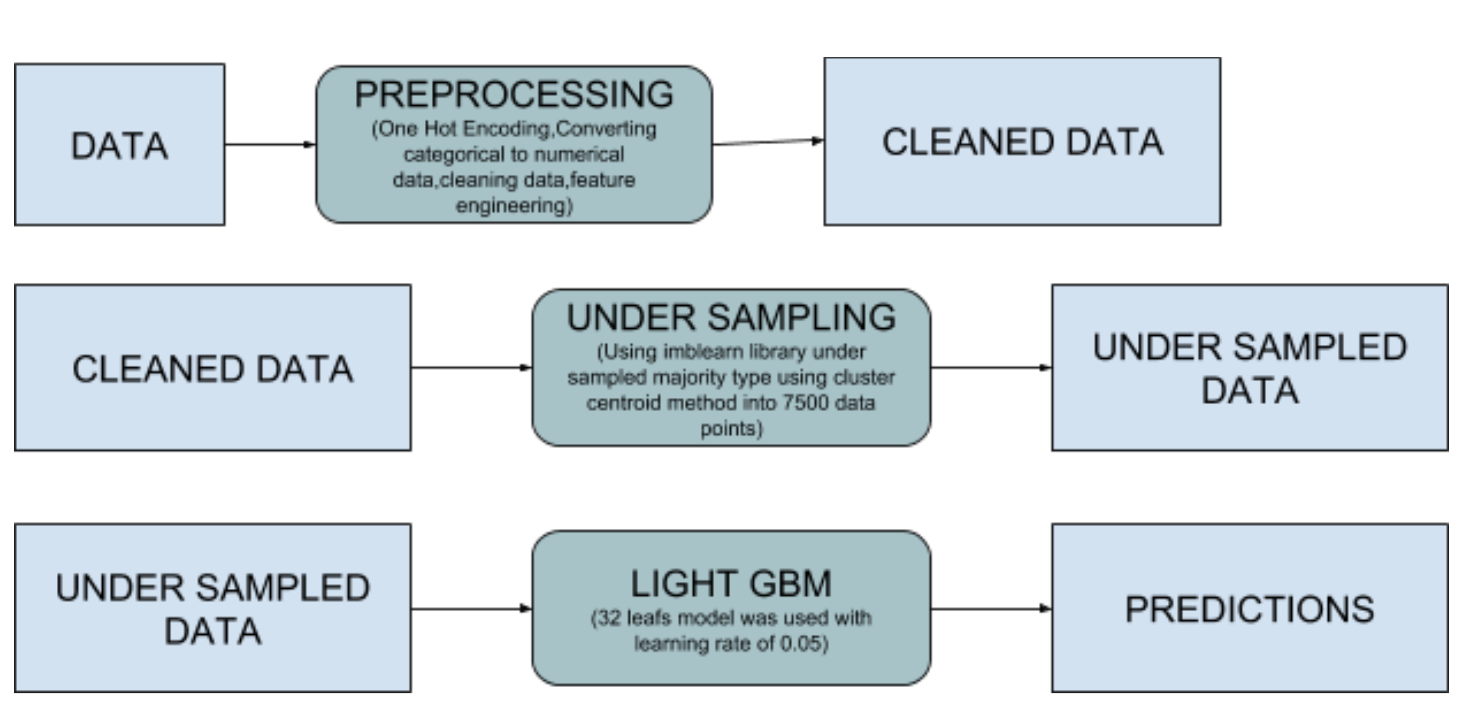 DATA
PREPROCESSING
(One Hot Encoding,Converting
categorical to numerical
data,cleaning data,feature
engineering)
CLEANED DATA
CLEANED DATA
UNDER SAMPLING
(Using imblearn library under
sampled majority type using cluster
centroid method into 7500 data
points)
UNDER SAMPLED
DATA
UNDER SAMPLED
DATA
LIGHT GBM
(32 leafs model was used with
learning rate of 0.05)
PREDICTIONS